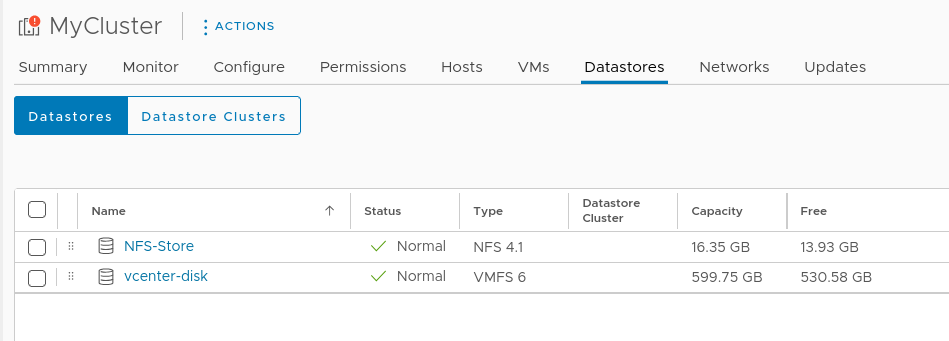 MyCluster
ACTIONS
Summary Monitor Configure Permissions Hosts VMs Datastores Networks Updates
Datastores Datastore Clusters
Name Status Type Datastore Cluster Capacity Free
NFS-Store Normal NFS 4.1 16.35 GB 13.93 GB
vcenter-disk Normal VMFS 6 599.75 GB 530.58 GB